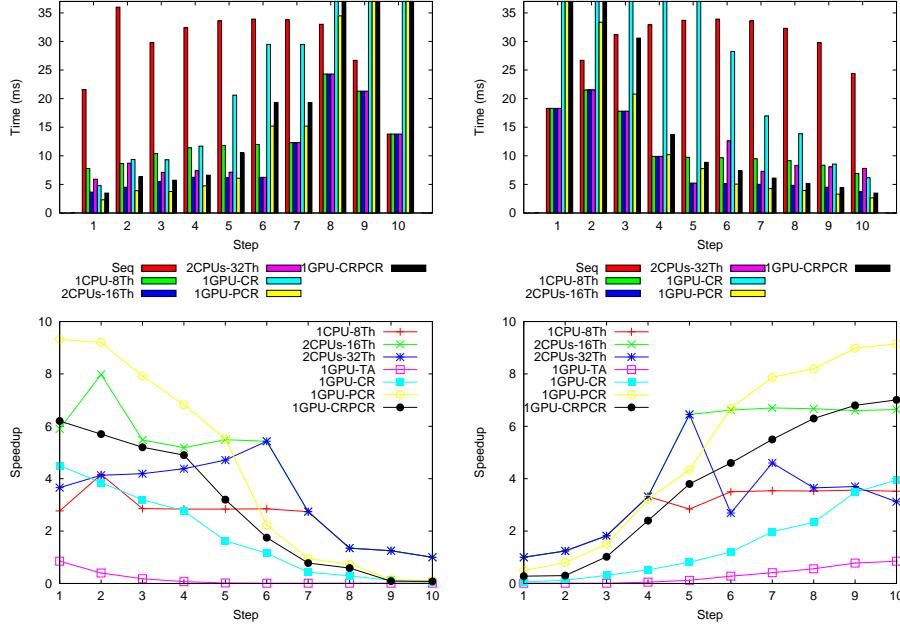 35
30
25
20
15
10
5
0
Time (ms)
1 2 3 4 5 6 7 8 9 10
Step
Seq
1CPU-8Th
2CPUs-16Th
2CPUs-32Th
1GPU-CR
1GPU-PCR
1GPU-CRPCR
35
30
25
20
15
10
5
0
Time (ms)
1 2 3 4 5 6 7 8 9 10
Step
Seq
1CPU-8Th
2CPUs-16Th
2CPUs-32Th
1GPU-CR
1GPU-PCR
1GPU-CRPCR
10
8
6
4
2
0
Speedup
1 2 3 4 5 6 7 8 9 10
Step
1CPU-8Th
2CPUs-16Th
2CPUs-32Th
1GPU-TA
1GPU-CR
1GPU-PCR
1GPU-CRPCR
10
8
6
4
2
0
Speedup
1 2 3 4 5 6 7 8 9 10
Step
1CPU-8Th
2CPUs-16Th
2CPUs-32Th
1GPU-TA
1GPU-CR
1GPU-PCR
1GPU-CRPCR